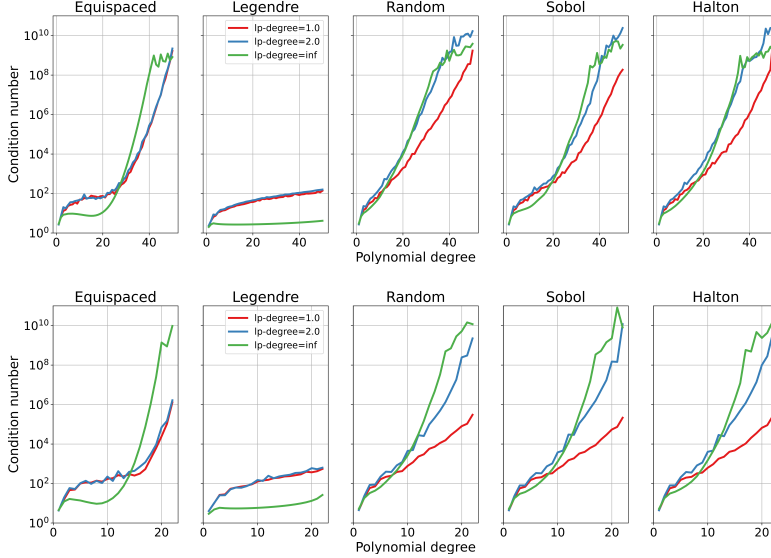 Equispaced Legendre Random Sobol Halton
Condition number
10^10
10^8
10^6
10^4
10^2
10^0
lp-degree=1.0
lp-degree=2.0
lp-degree=inf
0 20 40 0 20 40 0 20 40 0 20 40 0 20 40
Polynomial degree
Equispaced Legendre Random Sobol Halton
Condition number
10^10
10^8
10^6
10^4
10^2
10^0
lp-degree=1.0
lp-degree=2.0
lp-degree=inf
0 10 20 0 10 20 0 10 20 0 10 20 0 10 20
Polynomial degree